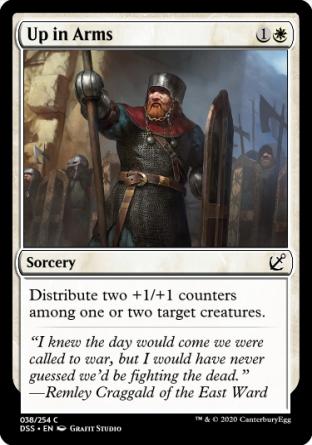 Up in Arms 1
Sorcery
Distribute two +1/+1 counters
among one or two target creatures.
“I knew the day would come we were
called to war, but I would have never
guessed we’d be fighting the dead.”
—Remley Craggald of the East Ward
038/254 C
DSS • EN Grafit Studio
™ & © 2020 CanterburyEgg